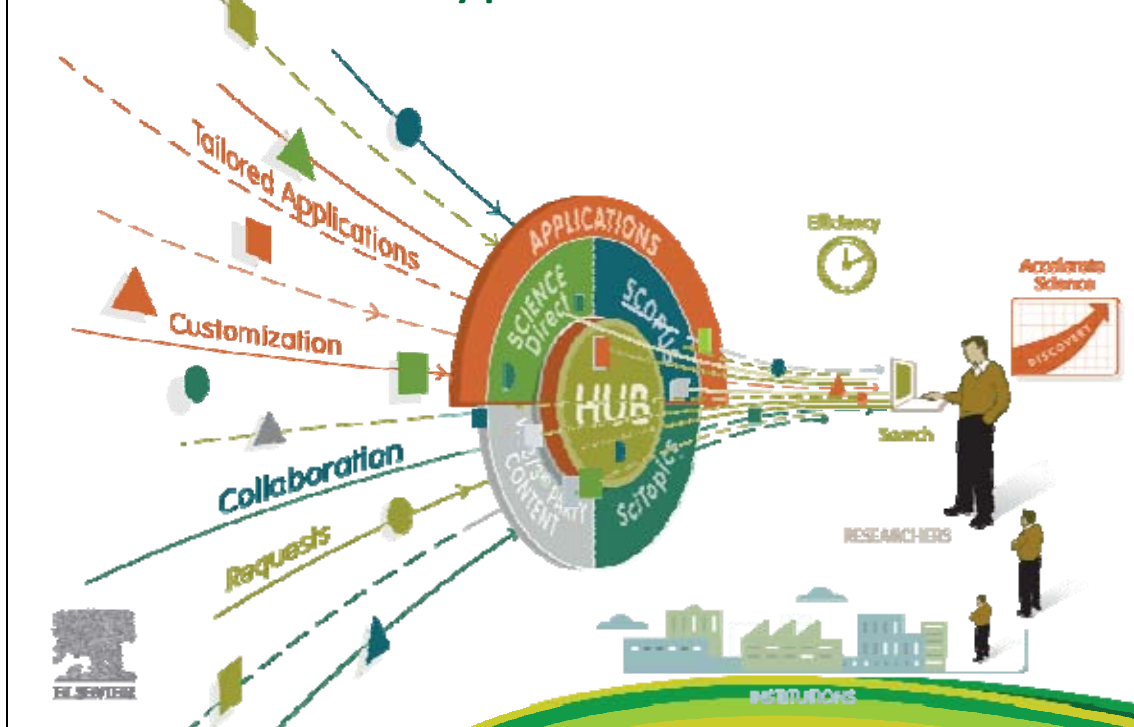 Tailored Applications
Customization
Collaboration
Requests
APPLICATIONS
SCIENCE
Direct
SCOPUS
HUB
PARTY
CONTENT
SciTopics
Efficiency
Accelerate
Science
DISCOVERY
Search
RESEARCHERS
INSTITUTIONS
ELSEVIER